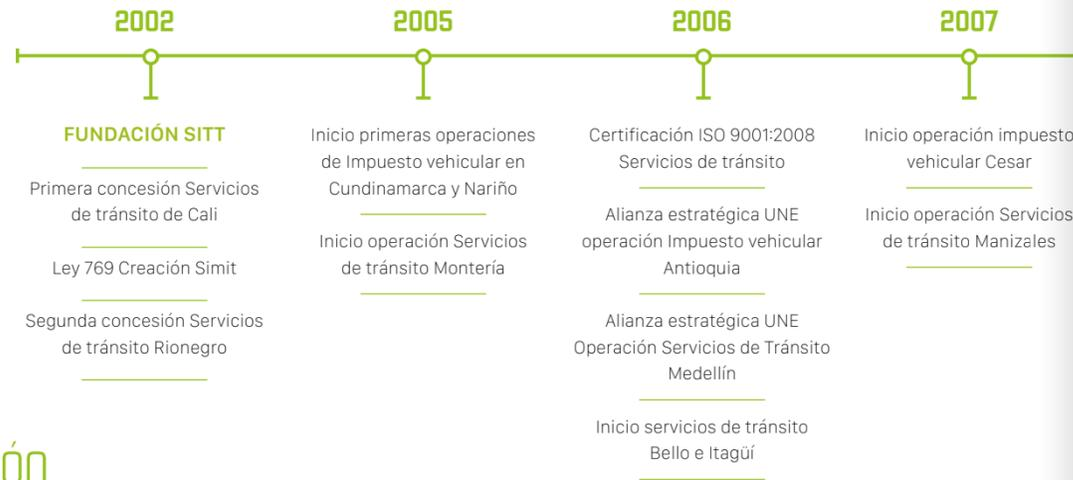 2002
FUNDACIÓN SITT
Primera concesión Servicios
de tránsito de Cali
Ley 769 Creación Simit
Segunda concesión Servicios
de tránsito Rionegro
2005
Inicio primeras operaciones
de Impuesto vehicular en
Cundinamarca y Nariño
Inicio operación Servicios
de tránsito Montería
2006
Certificación ISO 9001:2008
Servicios de tránsito
Alianza estratégica UNE
operación Impuesto vehicular
Antioquia
Alianza estratégica UNE
Operación Servicios de Tránsito
Medellín
Inicio servicios de tránsito
Bello e Itagüí
2007
Inicio operación impuesto
vehicular Cesar
Inicio operación Servicios
de tránsito Manizales
ón